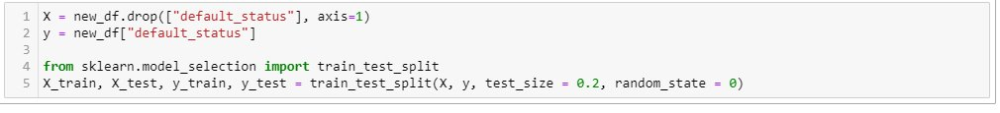 1 X = new_df.drop(["default_status"], axis=1)
2 y = new_df["default_status"]
3
4 from sklearn.model_selection import train_test_split
5 X_train, X_test, y_train, y_test = train_test_split(X, y, test_size = 0.2, random_state = 0)